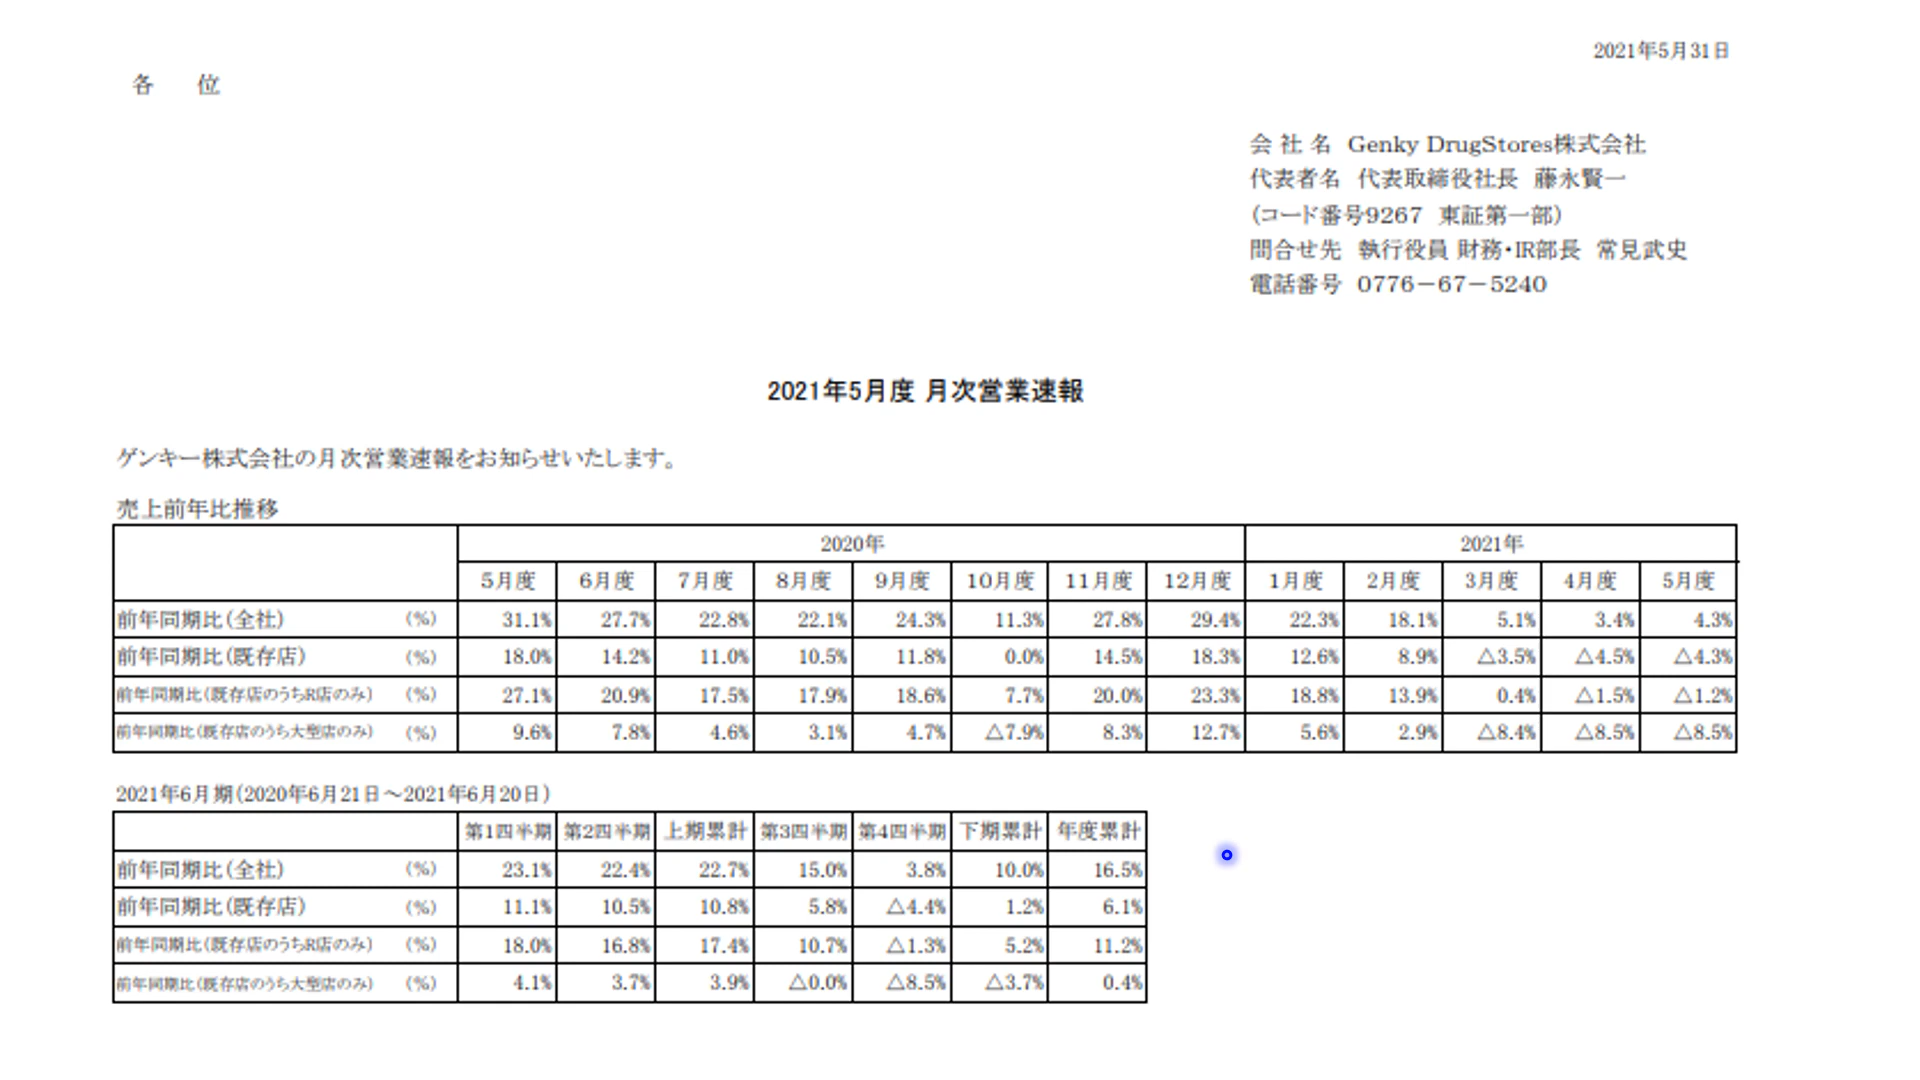 2021年5月31日
各　位
会 社 名　Genky DrugStores株式会社
代表者名　代表取締役社長　藤永賢一
(コード番号9267　東証第一部)
問合せ先　執行役員 財務・IR部長　常見武史
電話番号　0776－67－5240
2021年5月度 月次営業速報
ゲンキー株式会社の月次営業速報をお知らせいたします。
売上前年比推移
2020年 2021年
5月度 6月度 7月度 8月度 9月度 10月度 11月度 12月度 1月度 2月度 3月度 4月度 5月度
前年同期比(全社) (%) 31.1% 27.7% 22.8% 22.1% 24.3% 11.3% 27.8% 29.4% 22.3% 18.1% 5.1% 3.4% 4.3%
前年同期比(既存店) (%) 18.0% 14.2% 11.0% 10.5% 11.8% 0.0% 14.5% 18.3% 12.6% 8.9% △3.5% △4.5% △4.3%
前年同期比(既存店のうちR店のみ) (%) 27.1% 20.9% 17.5% 17.9% 18.6% 7.7% 20.0% 23.3% 18.8% 13.9% 0.4% △1.5% △1.2%
前年同期比(既存店のうち大型店のみ) (%) 9.6% 7.8% 4.6% 3.1% 4.7% △7.9% 8.3% 12.7% 5.6% 2.9% △8.4% △8.5% △8.5%
2021年6月期(2020年6月21日～2021年6月20日)
第1四半期 第2四半期 上期累計 第3四半期 第4四半期 下期累計 年度累計
前年同期比(全社) (%) 23.1% 22.4% 22.7% 15.0% 3.8% 10.0% 16.5%
前年同期比(既存店) (%) 11.1% 10.5% 10.8% 5.8% △4.4% 1.2% 6.1%
前年同期比(既存店のうちR店のみ) (%) 18.0% 16.8% 17.4% 10.7% △1.3% 5.2% 11.2%
前年同期比(既存店のうち大型店のみ) (%) 4.1% 3.7% 3.9% △0.0% △8.5% △3.7% 0.4%